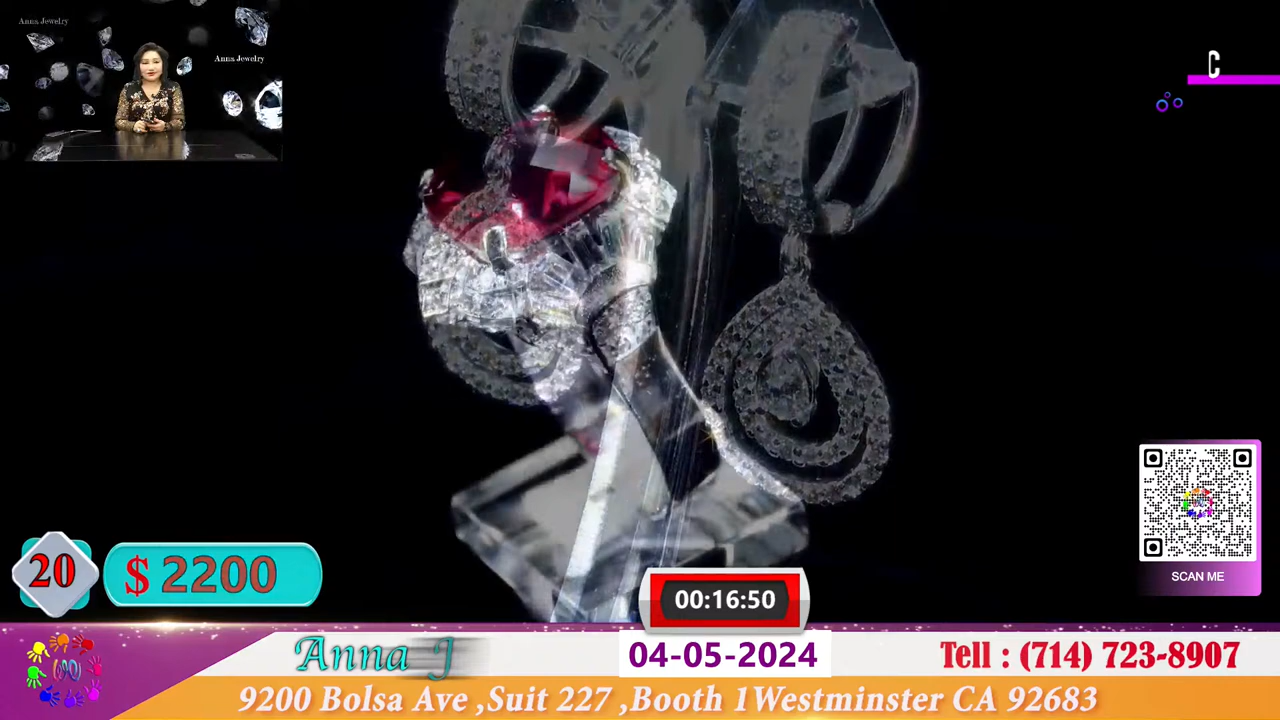 Anna Jewelry
Anna Jewelry
C
SCAN ME
20
$ 2200
00:16:50
Anna J
04-05-2024
Tell : (714) 723-8907
9200 Bolsa Ave ,Suit 227 ,Booth 1Westminster CA 92683